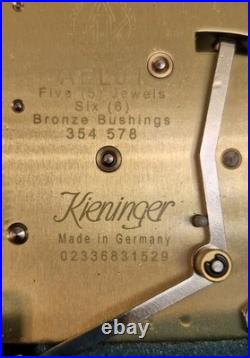 Five (5) Jewels
Six (6)
Bronze Bushings
354 578
Kieninger
Made in Germany
02336831529